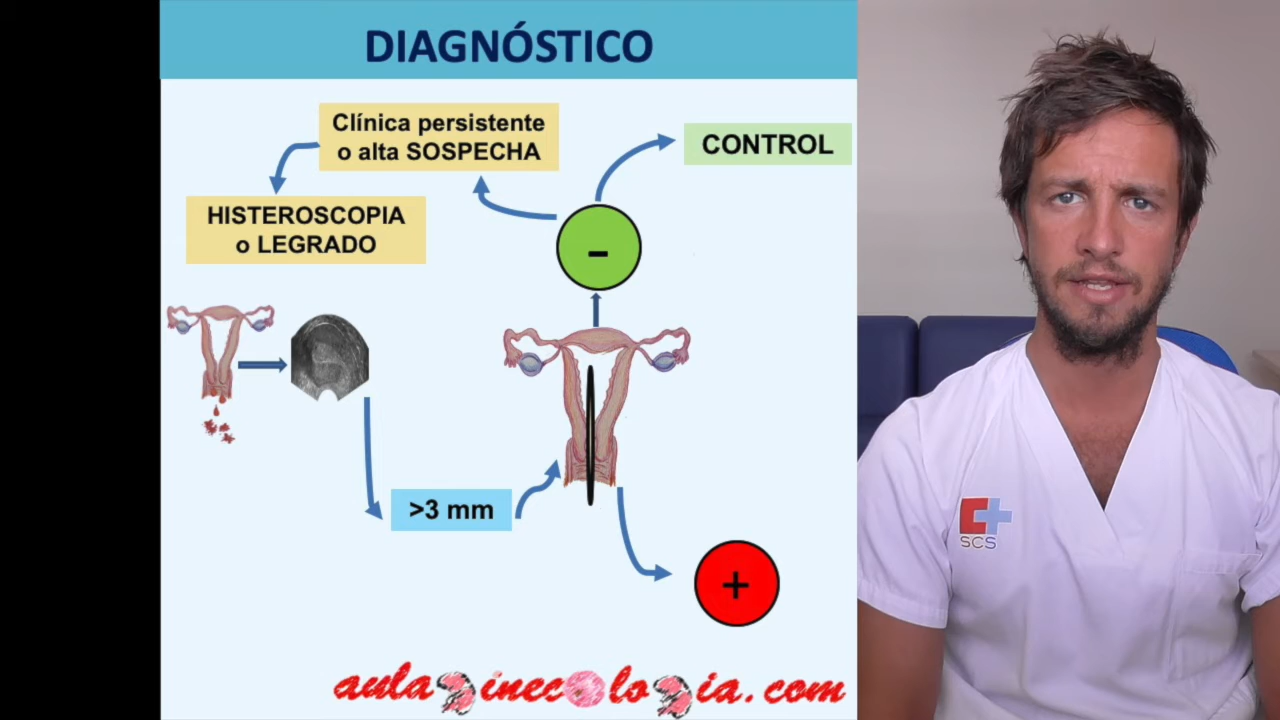 DIAGNÓSTICO
Clínica persistente
o alta SOSPECHA
CONTROL
HISTEROSCOPIA
o LEGRADO
-
>3 mm
+
SCS
aulaginecologia.com